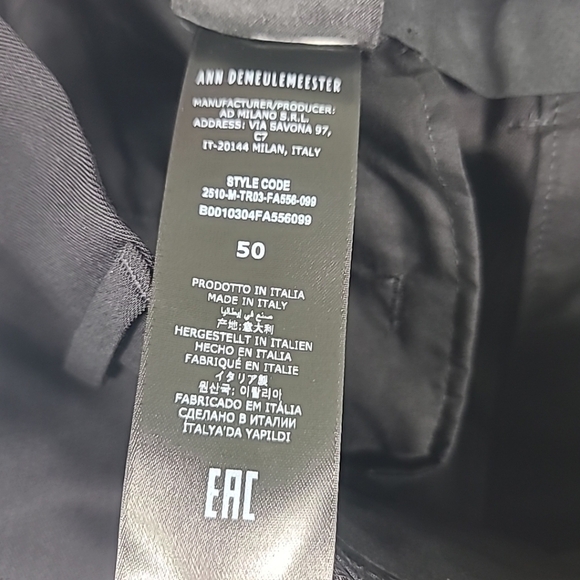 ANN DEMEULEMEESTER
MANUFACTURER/PRODUCER:
AD MILANO S.R.L.
ADDRESS: VIA SAVONA 97,
C7
IT-20144 MILAN, ITALY
STYLE CODE
2510-M-TR03-FA556-099
B0010304FA556099
50
PRODOTTO IN ITALIA
MADE IN ITALY
صنع في إيطاليا
产地:意大利
HERGESTELLT IN ITALIEN
HECHO EN ITALIA
FABRIQUÉ EN ITALIE
イタリア製
원산국: 이탈리아
FABRICADO EM ITÁLIA
СДЕЛАНО В ИТАЛИИ
İTALYA'DA YAPILDI
EAC